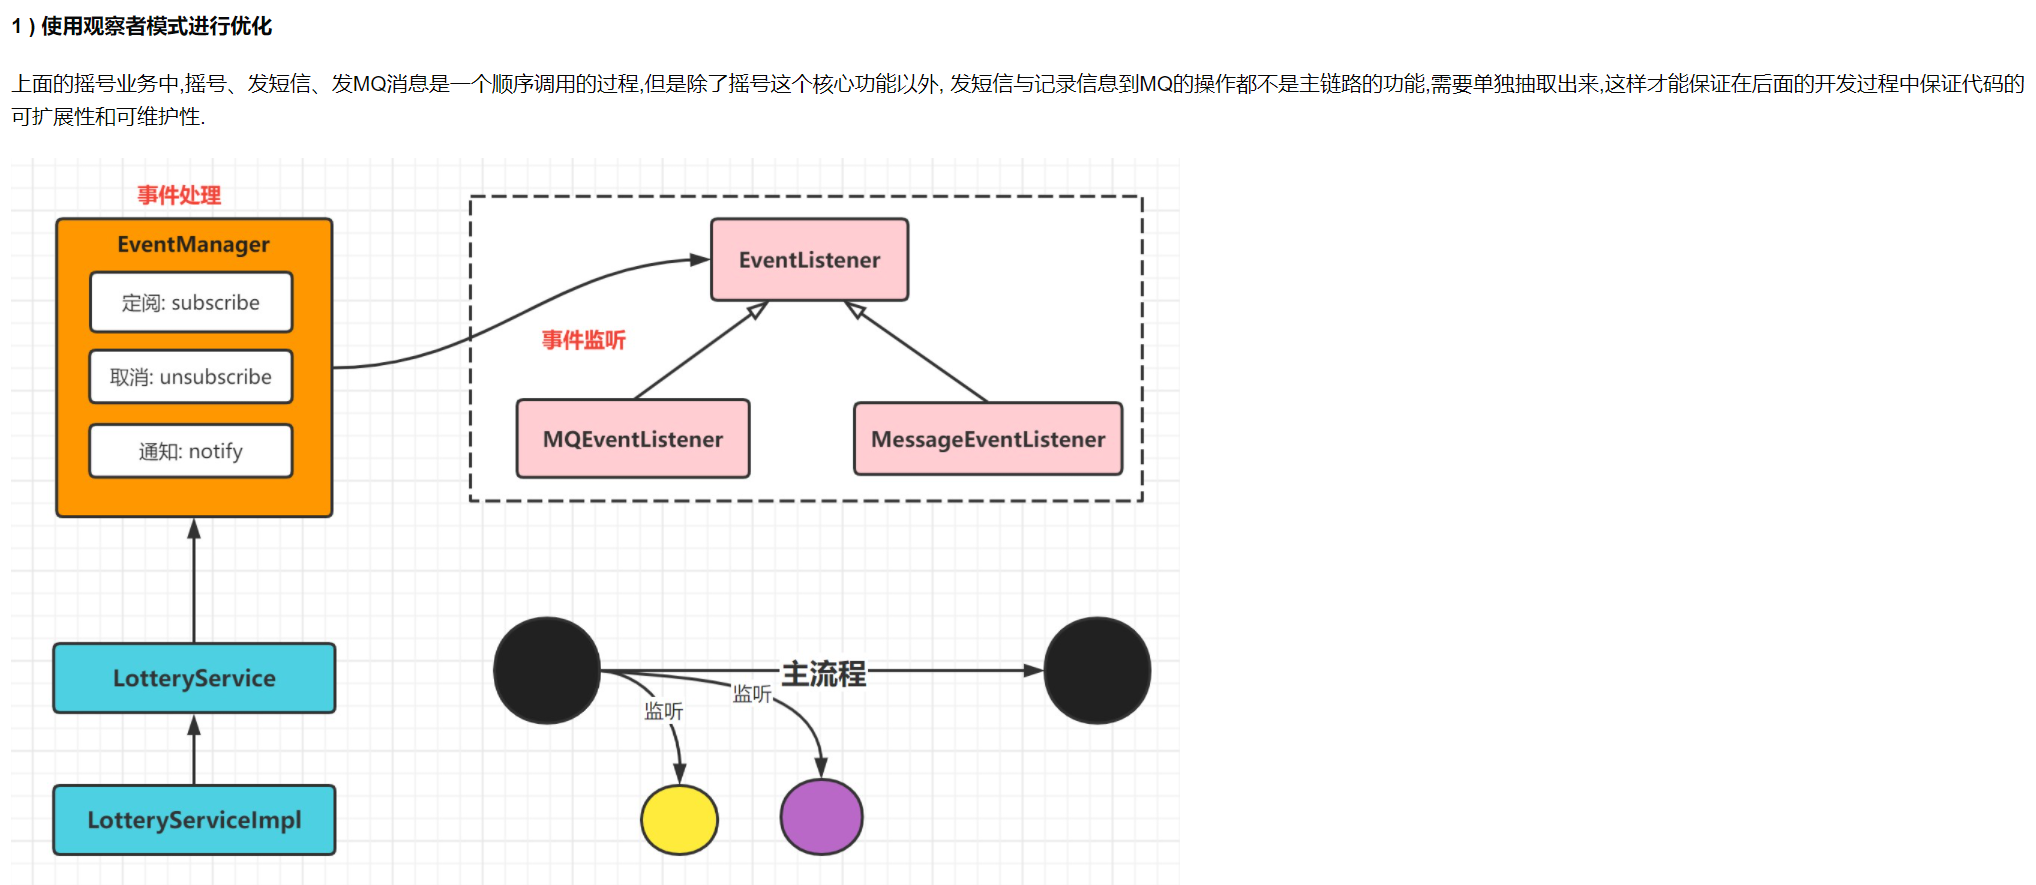 1 ) 使用观察者模式进行优化
上面的摇号业务中,摇号、发短信、发MQ消息是一个顺序调用的过程,但是除了摇号这个核心功能以外, 发短信与记录信息到MQ的操作都不是主链路的功能,需要单独抽取出来,这样才能保证在后面的开发过程中保证代码的
可扩展性和可维护性.
事件处理
EventManager
定阅: subscribe
取消: unsubscribe
通知: notify
EventListener
事件监听
MQEventListener
MessageEventListener
LotteryService
LotteryServiceImpl
主流程
监听
监听